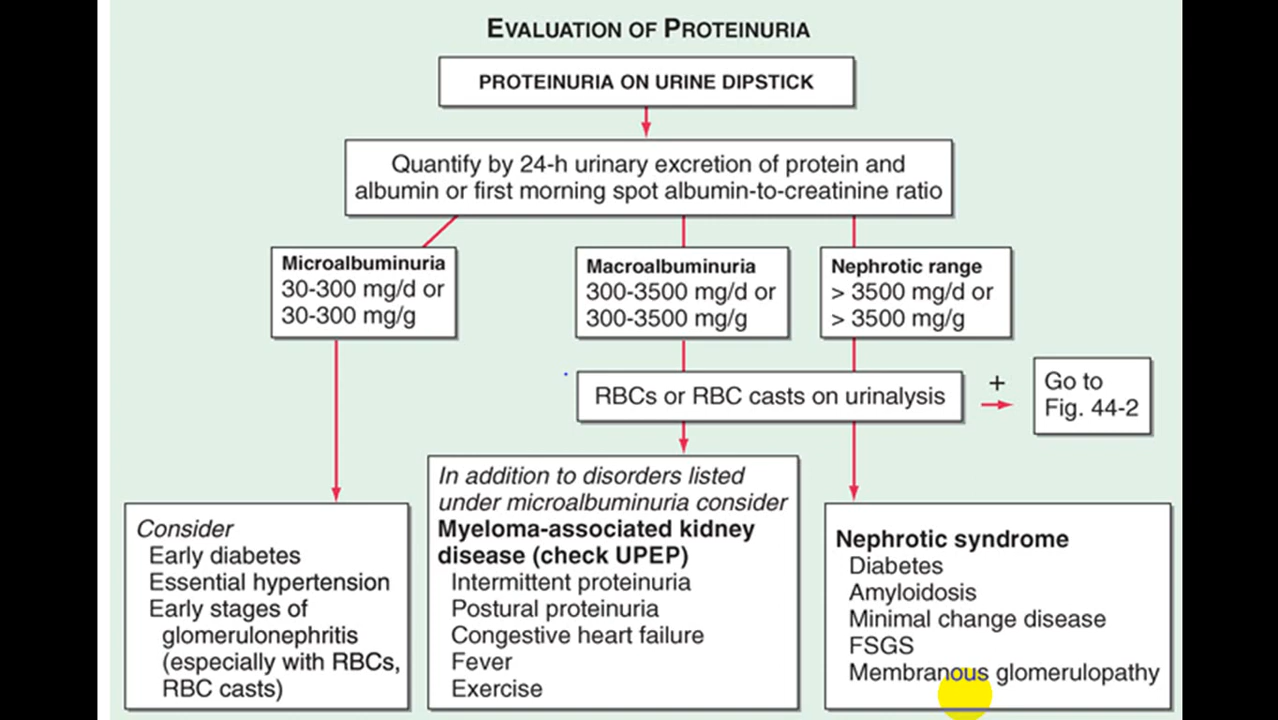 EVALUATION OF PROTEINURIA
PROTEINURIA ON URINE DIPSTICK
Quantify by 24-h urinary excretion of protein and
albumin or first morning spot albumin-to-creatinine ratio
Microalbuminuria
30-300 mg/d or
30-300 mg/g
Macroalbuminuria
300-3500 mg/d or
300-3500 mg/g
Nephrotic range
> 3500 mg/d or
> 3500 mg/g
RBCs or RBC casts on urinalysis
+
Go to
Fig. 44-2
Consider
Early diabetes
Essential hypertension
Early stages of
glomerulonephritis
(especially with RBCs,
RBC casts)
In addition to disorders listed
under microalbuminuria consider
Myeloma-associated kidney
disease (check UPEP)
Intermittent proteinuria
Postural proteinuria
Congestive heart failure
Fever
Exercise
Nephrotic syndrome
Diabetes
Amyloidosis
Minimal change disease
FSGS
Membranous glomerulopathy